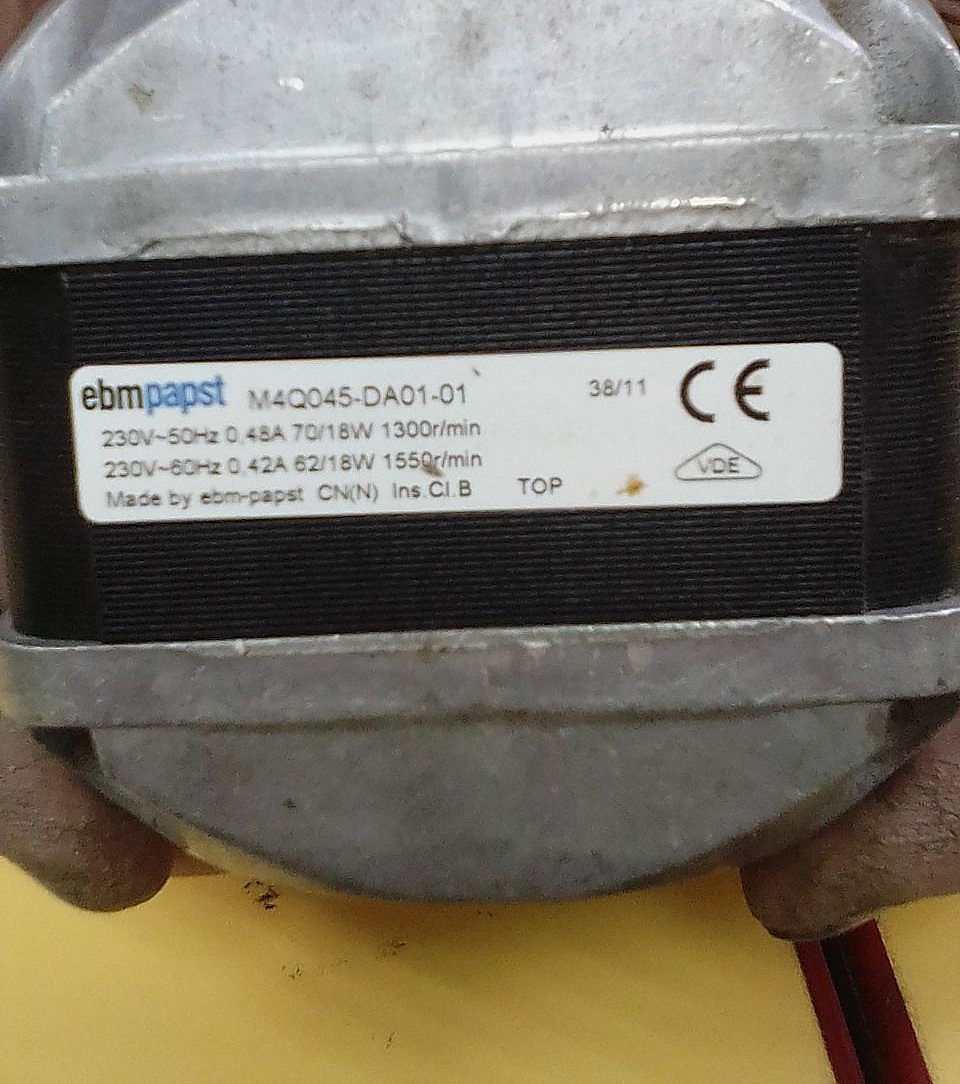 ebmpapst M4Q045-DA01-01 38/11 CE
230V~50Hz 0,48A 70/18W 1300r/min
230V~60Hz 0,42A 62/18W 1550r/min
VDE
Made by ebm-papst CN(N) Ins.Cl.B TOP